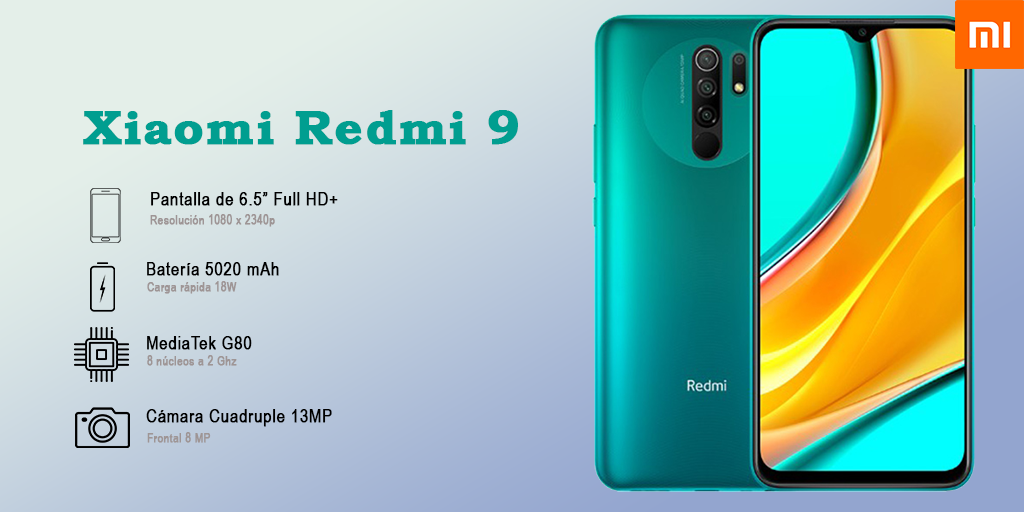 Xiaomi Redmi 9
Pantalla de 6.5” Full HD+
Resolución 1080 x 2340p
Batería 5020 mAh
Carga rápida 18W
MediaTek G80
8 núcleos a 2 Ghz
Cámara Cuadruple 13MP
Frontal 8 MP
Redmi
mi